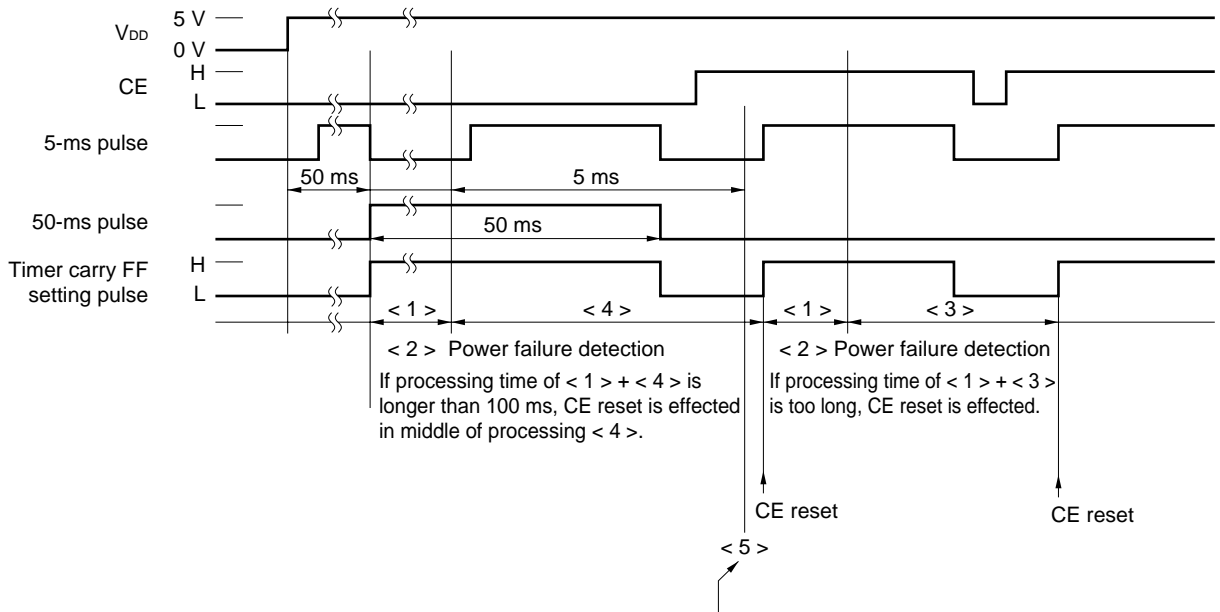 VDD 5 V
0 V
CE H
L
5-ms pulse
50 ms
5 ms
50-ms pulse
50 ms
Timer carry FF
setting pulse
H
L
< 1 >
< 4 >
< 1 >
< 3 >
< 2 > Power failure detection
If processing time of < 1 > + < 4 > is
longer than 100 ms, CE reset is effected
in middle of processing < 4 >.
< 2 > Power failure detection
If processing time of < 1 > + < 3 >
is too long, CE reset is effected.
CE reset
CE reset
< 5 >